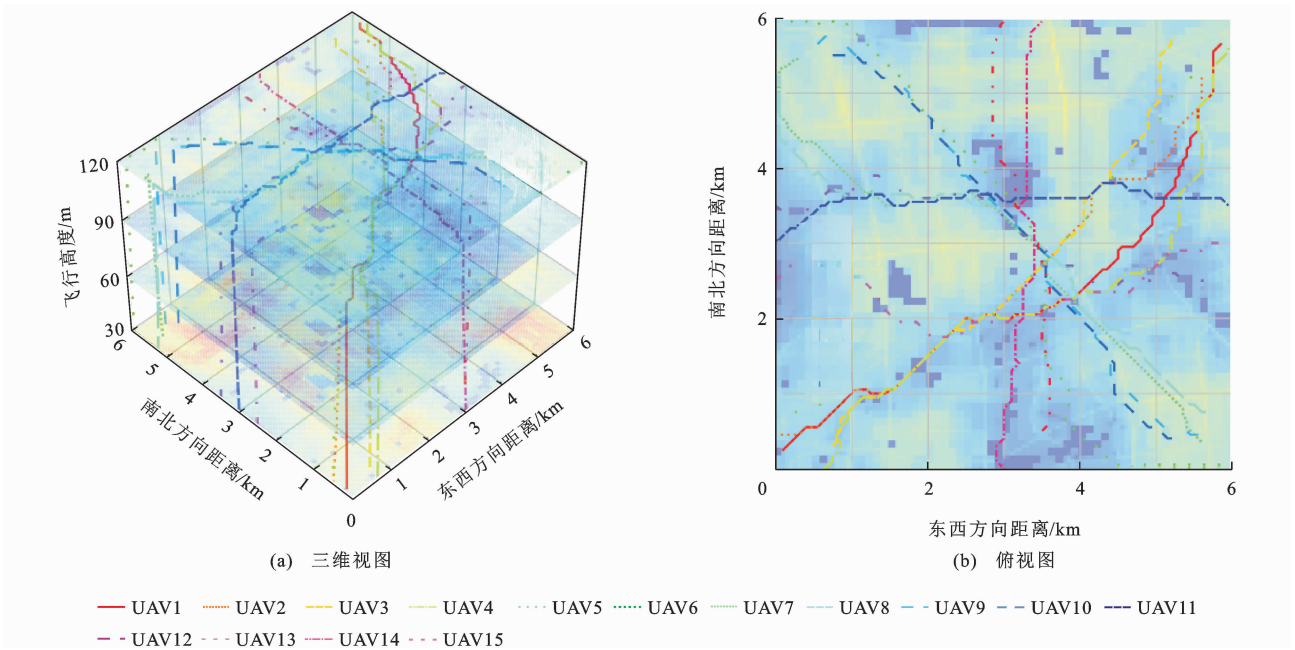 120
90
60
30
飞行高度/m
6
5
4
3
2
1
0
南北方向距离/km
1
2
3
4
5
6
东西方向距离/km
(a) 三维视图
6
4
2
0
2
4
6
南北方向距离/km
东西方向距离/km
(b) 俯视图
UAV1 UAV2 UAV3 UAV4 UAV5 UAV6 UAV7 UAV8 UAV9 UAV10 UAV11
UAV12 UAV13 UAV14 UAV15